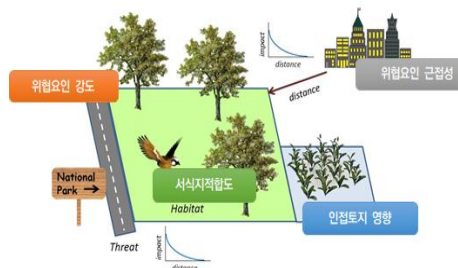 impact
distance
위협요인 강도
위협요인 근접성
distance
National
Park
서식지적합도
Habitat
인접토지 영향
Threat
impact
distance